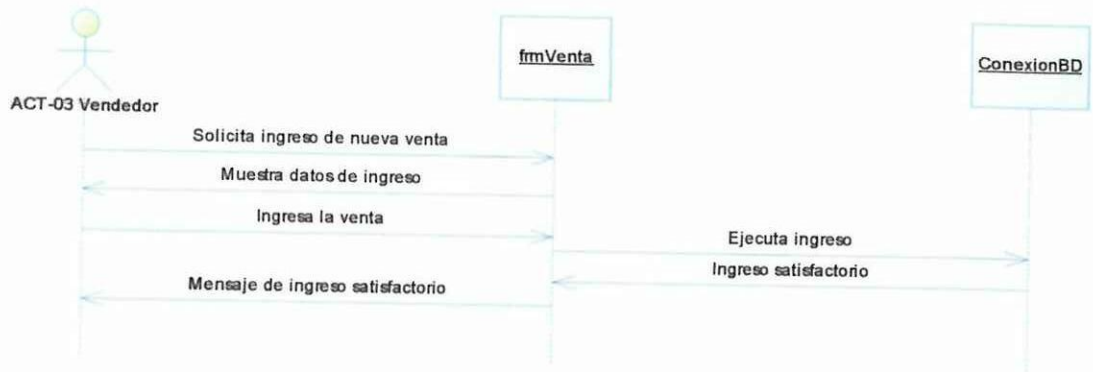 frmVenta
ConexionBD
ACT-03 Vendedor
Solicita ingreso de nueva venta
Muestra datos de ingreso
Ingresa la venta
Ejecuta ingreso
Ingreso satisfactorio
Mensaje de ingreso satisfactorio